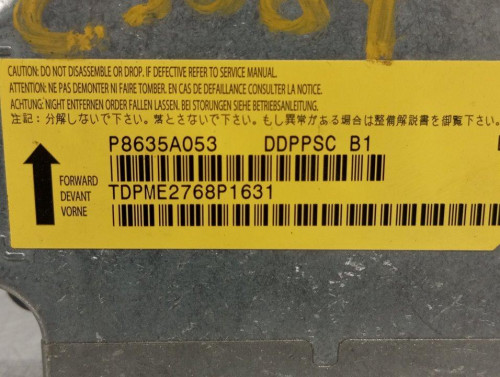 CAUTION: DO NOT DISASSEMBLE OR DROP. IF DEFECTIVE REFER TO SERVICE MANUAL.
ATTENTION: NE PAS DEMONTER NI FAIRE TOMBER. EN CAS DE DEFAILLANCE CONSULTER LA NOTICE.
ACHTUNG: NICHT ENTFERNEN ORDER FALLEN LASSEN. BEI STORUNGEN SIEHE BETRIEBSANLEITUNG.
注記：分解しないで下さい。落とさないで下さい。もし異常がある場合は整備解説書を御覧下さい。
P8635A053 DDPPSC B1
FORWARD
DEVANT
VORNE
TDPME2768P1631